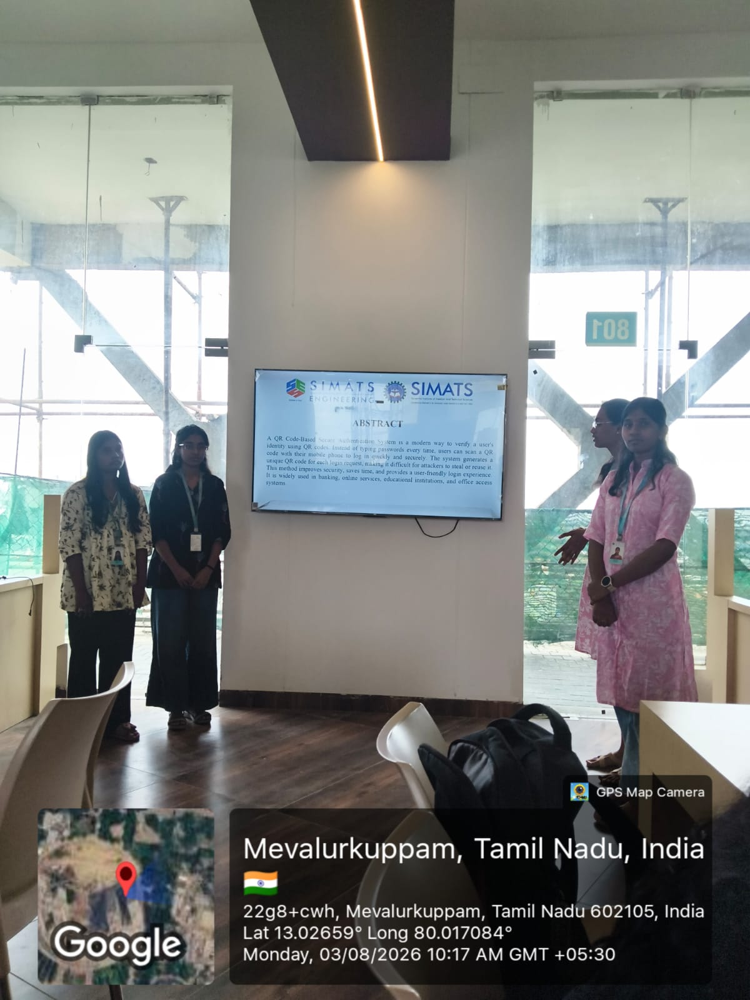 801
SIMATS
ENGINEERING
SIMATS
ABSTRACT
A QR Code-Based Secure Authentication System is a modern way to verify a user's
identity using QR codes. Instead of typing passwords every time, users can scan a QR
code with their mobile phone to log in quickly and securely. The system generates a
unique QR code for each login request, making it difficult for attackers to steal or reuse it.
This method improves security, saves time, and provides a user-friendly login experience.
It is widely used in banking, online services, educational institutions, and office access
systems.
GPS Map Camera
Mevalurkuppam, Tamil Nadu, India
22g8+cwh, Mevalurkuppam, Tamil Nadu 602105, India
Lat 13.02659° Long 80.017084°
Monday, 03/08/2026 10:17 AM GMT +05:30
Google